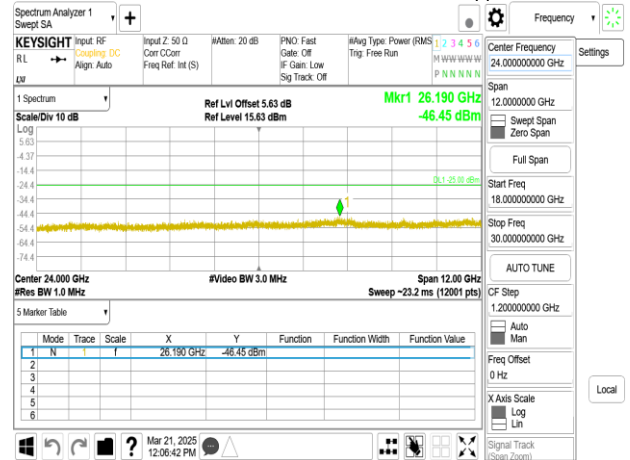 Spectrum Analyzer 1
Swept SA
Frequency
KEYSIGHT
RL
Input: RF
Coupling: DC
Align: Auto
Input Z: 50 Ω
Corr CCorr
Freq Ref: Int (S)
#Atten: 20 dB
PNO: Fast
Gate: Off
IF Gain: Low
Sig Track: Off
#Avg Type: Power (RMS)
Trig: Free Run
1 2 3 4 5 6
M W W W W W
P N N N N N
1 Spectrum
Scale/Div 10 dB
Ref Lvl Offset 5.63 dB
Ref Level 15.63 dBm
Mkr1 26.190 GHz
-46.45 dBm
Log
5.63
-4.37
-14.4
-24.4
-34.4
-44.4
-54.4
-64.4
-74.4
DL1 -25.00 dBm
1
Center 24.000 GHz
#Video BW 3.0 MHz
Span 12.00 GHz
#Res BW 1.0 MHz
Sweep ~23.2 ms (12001 pts)
5 Marker Table
Mode Trace Scale X Y Function Function Width Function Value
1 N 1 f 26.190 GHz -46.45 dBm
2
3
4
5
6
Mar 21, 2025
12:06:42 PM
Center Frequency
24.000000000 GHz
Settings
Span
12.0000000 GHz
Swept Span
Zero Span
Full Span
Start Freq
18.000000000 GHz
Stop Freq
30.000000000 GHz
AUTO TUNE
CF Step
1.200000000 GHz
Auto
Man
Freq Offset
0 Hz
X Axis Scale
Log
Lin
Local
Signal Track
(Span Zoom)